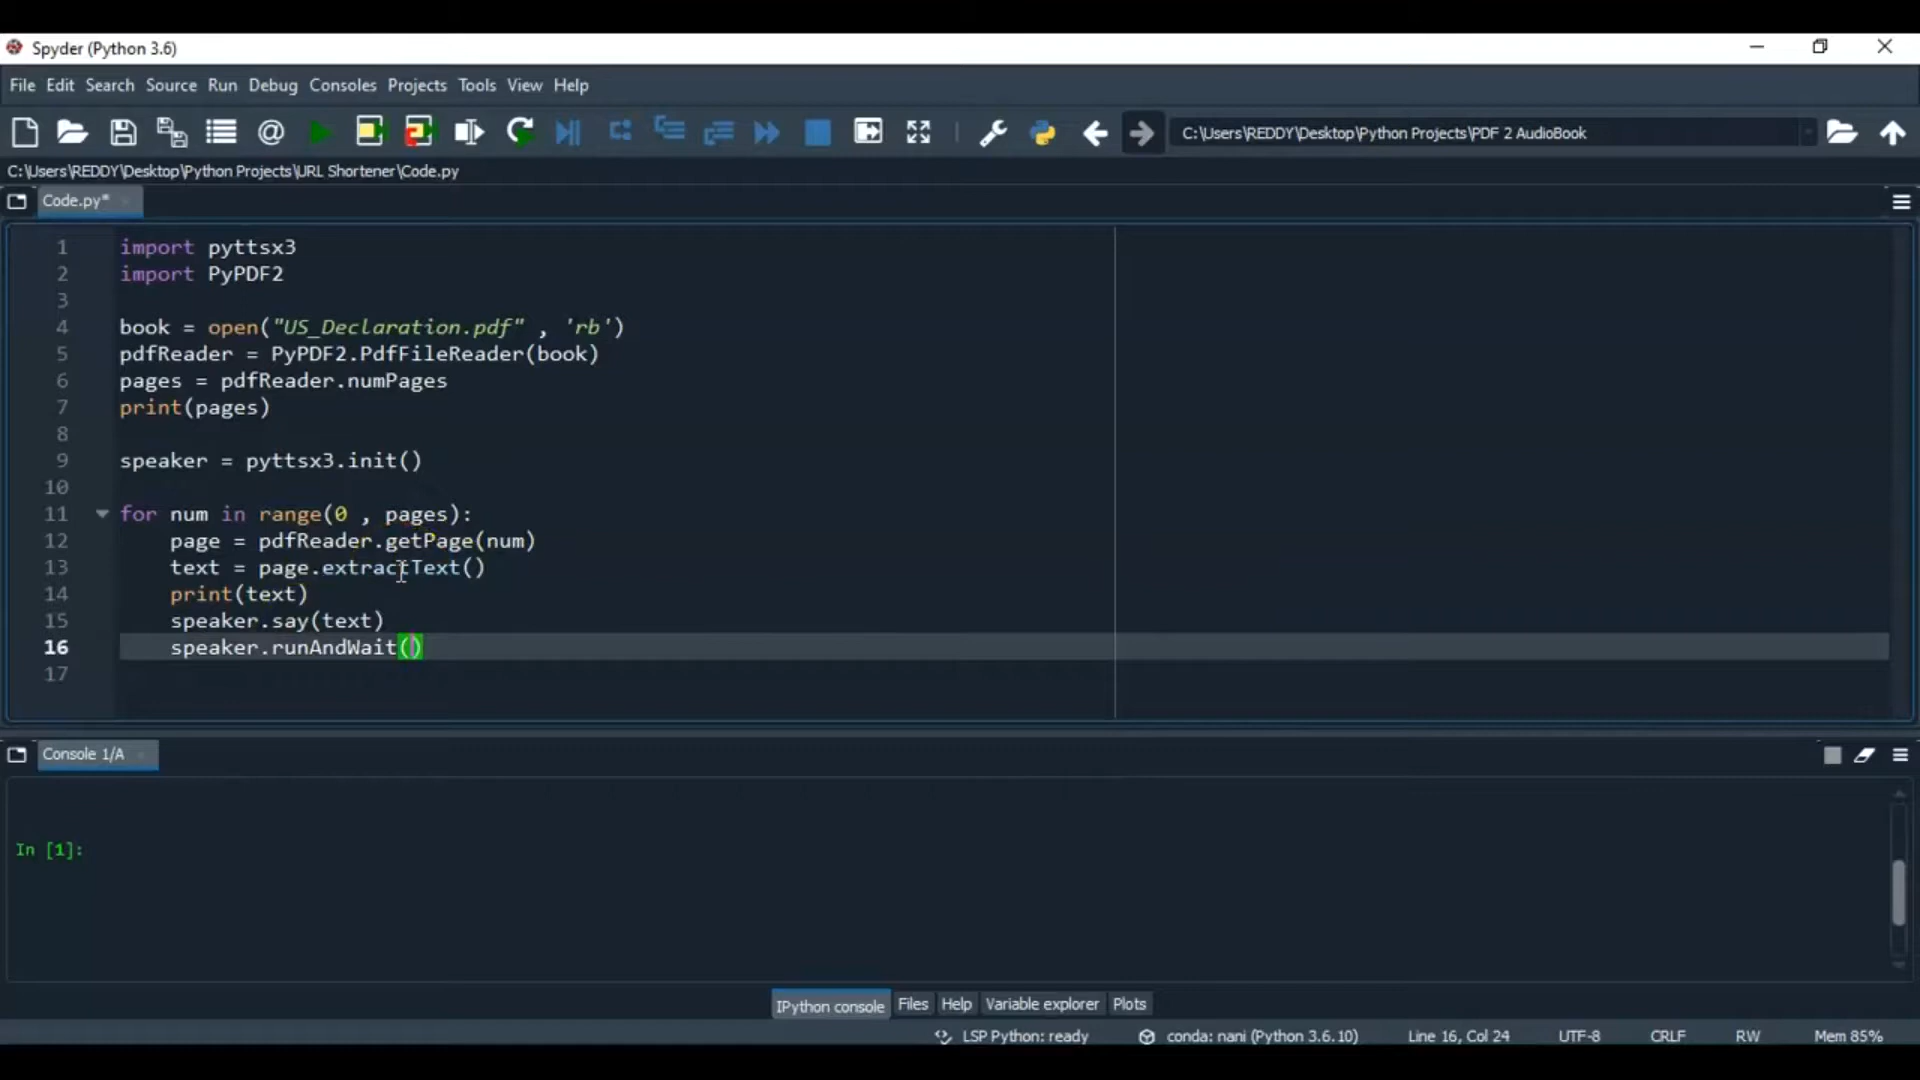 Spyder (Python 3.6)
File Edit Search Source Run Debug Consoles Projects Tools View Help
C:\Users\REDDY\Desktop\Python Projects\PDF 2 AudioBook
C:\Users\REDDY\Desktop\Python Projects\URL Shortener\Code.py
Code.py*
1 import pyttsx3
2 import PyPDF2
3
4 book = open("US_Declaration.pdf" , 'rb')
5 pdfReader = PyPDF2.PdfFileReader(book)
6 pages = pdfReader.numPages
7 print(pages)
8
9 speaker = pyttsx3.init()
10
11 for num in range(0 , pages):
12     page = pdfReader.getPage(num)
13     text = page.extractText()
14     print(text)
15     speaker.say(text)
16     speaker.runAndWait()
17
Console 1/A
In [1]:
IPython console Files Help Variable explorer Plots
LSP Python: ready conda: nani (Python 3.6.10) Line 16, Col 24 UTF-8 CRLF RW Mem 85%